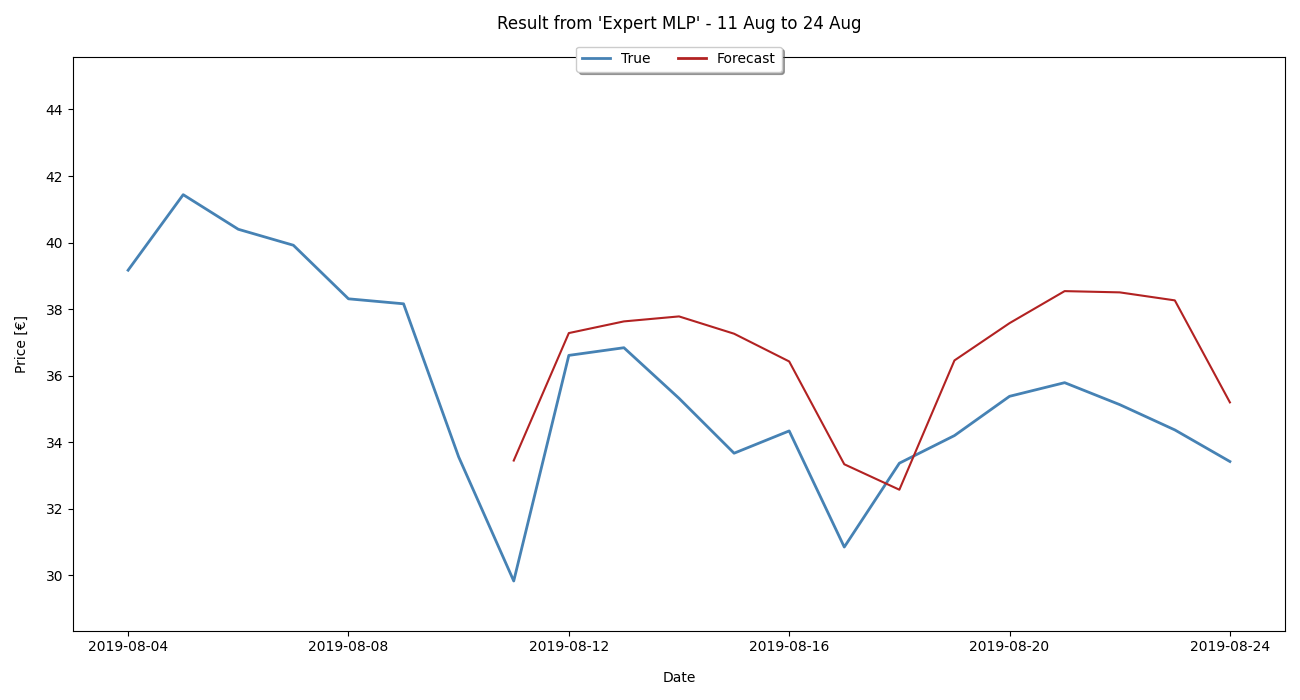 Result from 'Expert MLP' - 11 Aug to 24 Aug
True
Forecast
44
42
40
38
36
34
32
30
Price [€]
2019-08-04
2019-08-08
2019-08-12
2019-08-16
2019-08-20
2019-08-24
Date